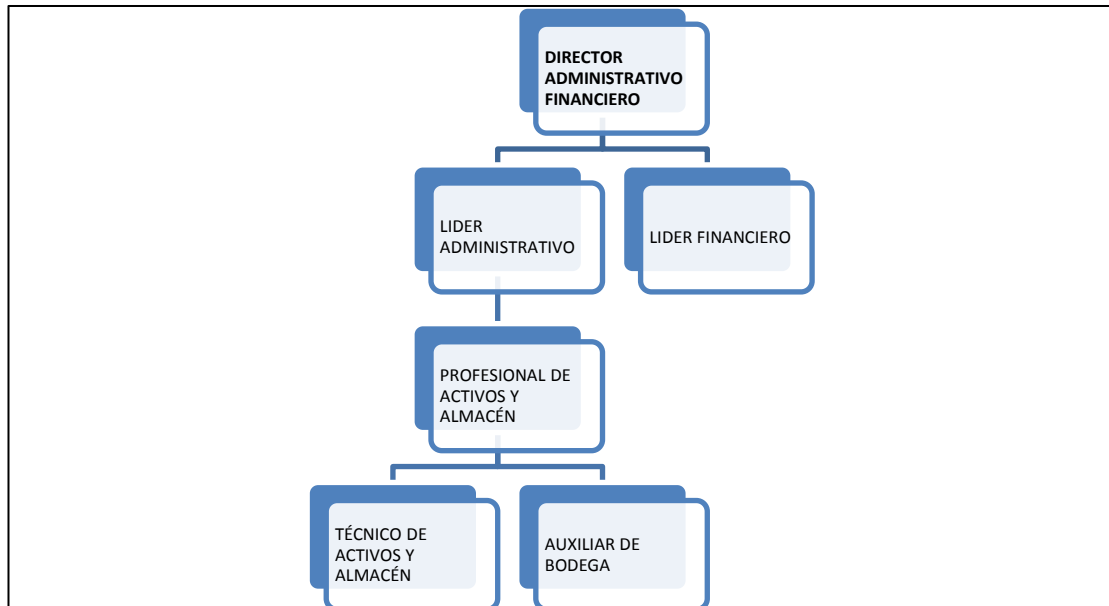 DIRECTOR
ADMINISTRATIVO
FINANCIERO
LIDER
ADMINISTRATIVO
LIDER FINANCIERO
PROFESIONAL DE
ACTIVOS Y
ALMACÉN
TÉCNICO DE
ACTIVOS Y
ALMACÉN
AUXILIAR DE
BODEGA